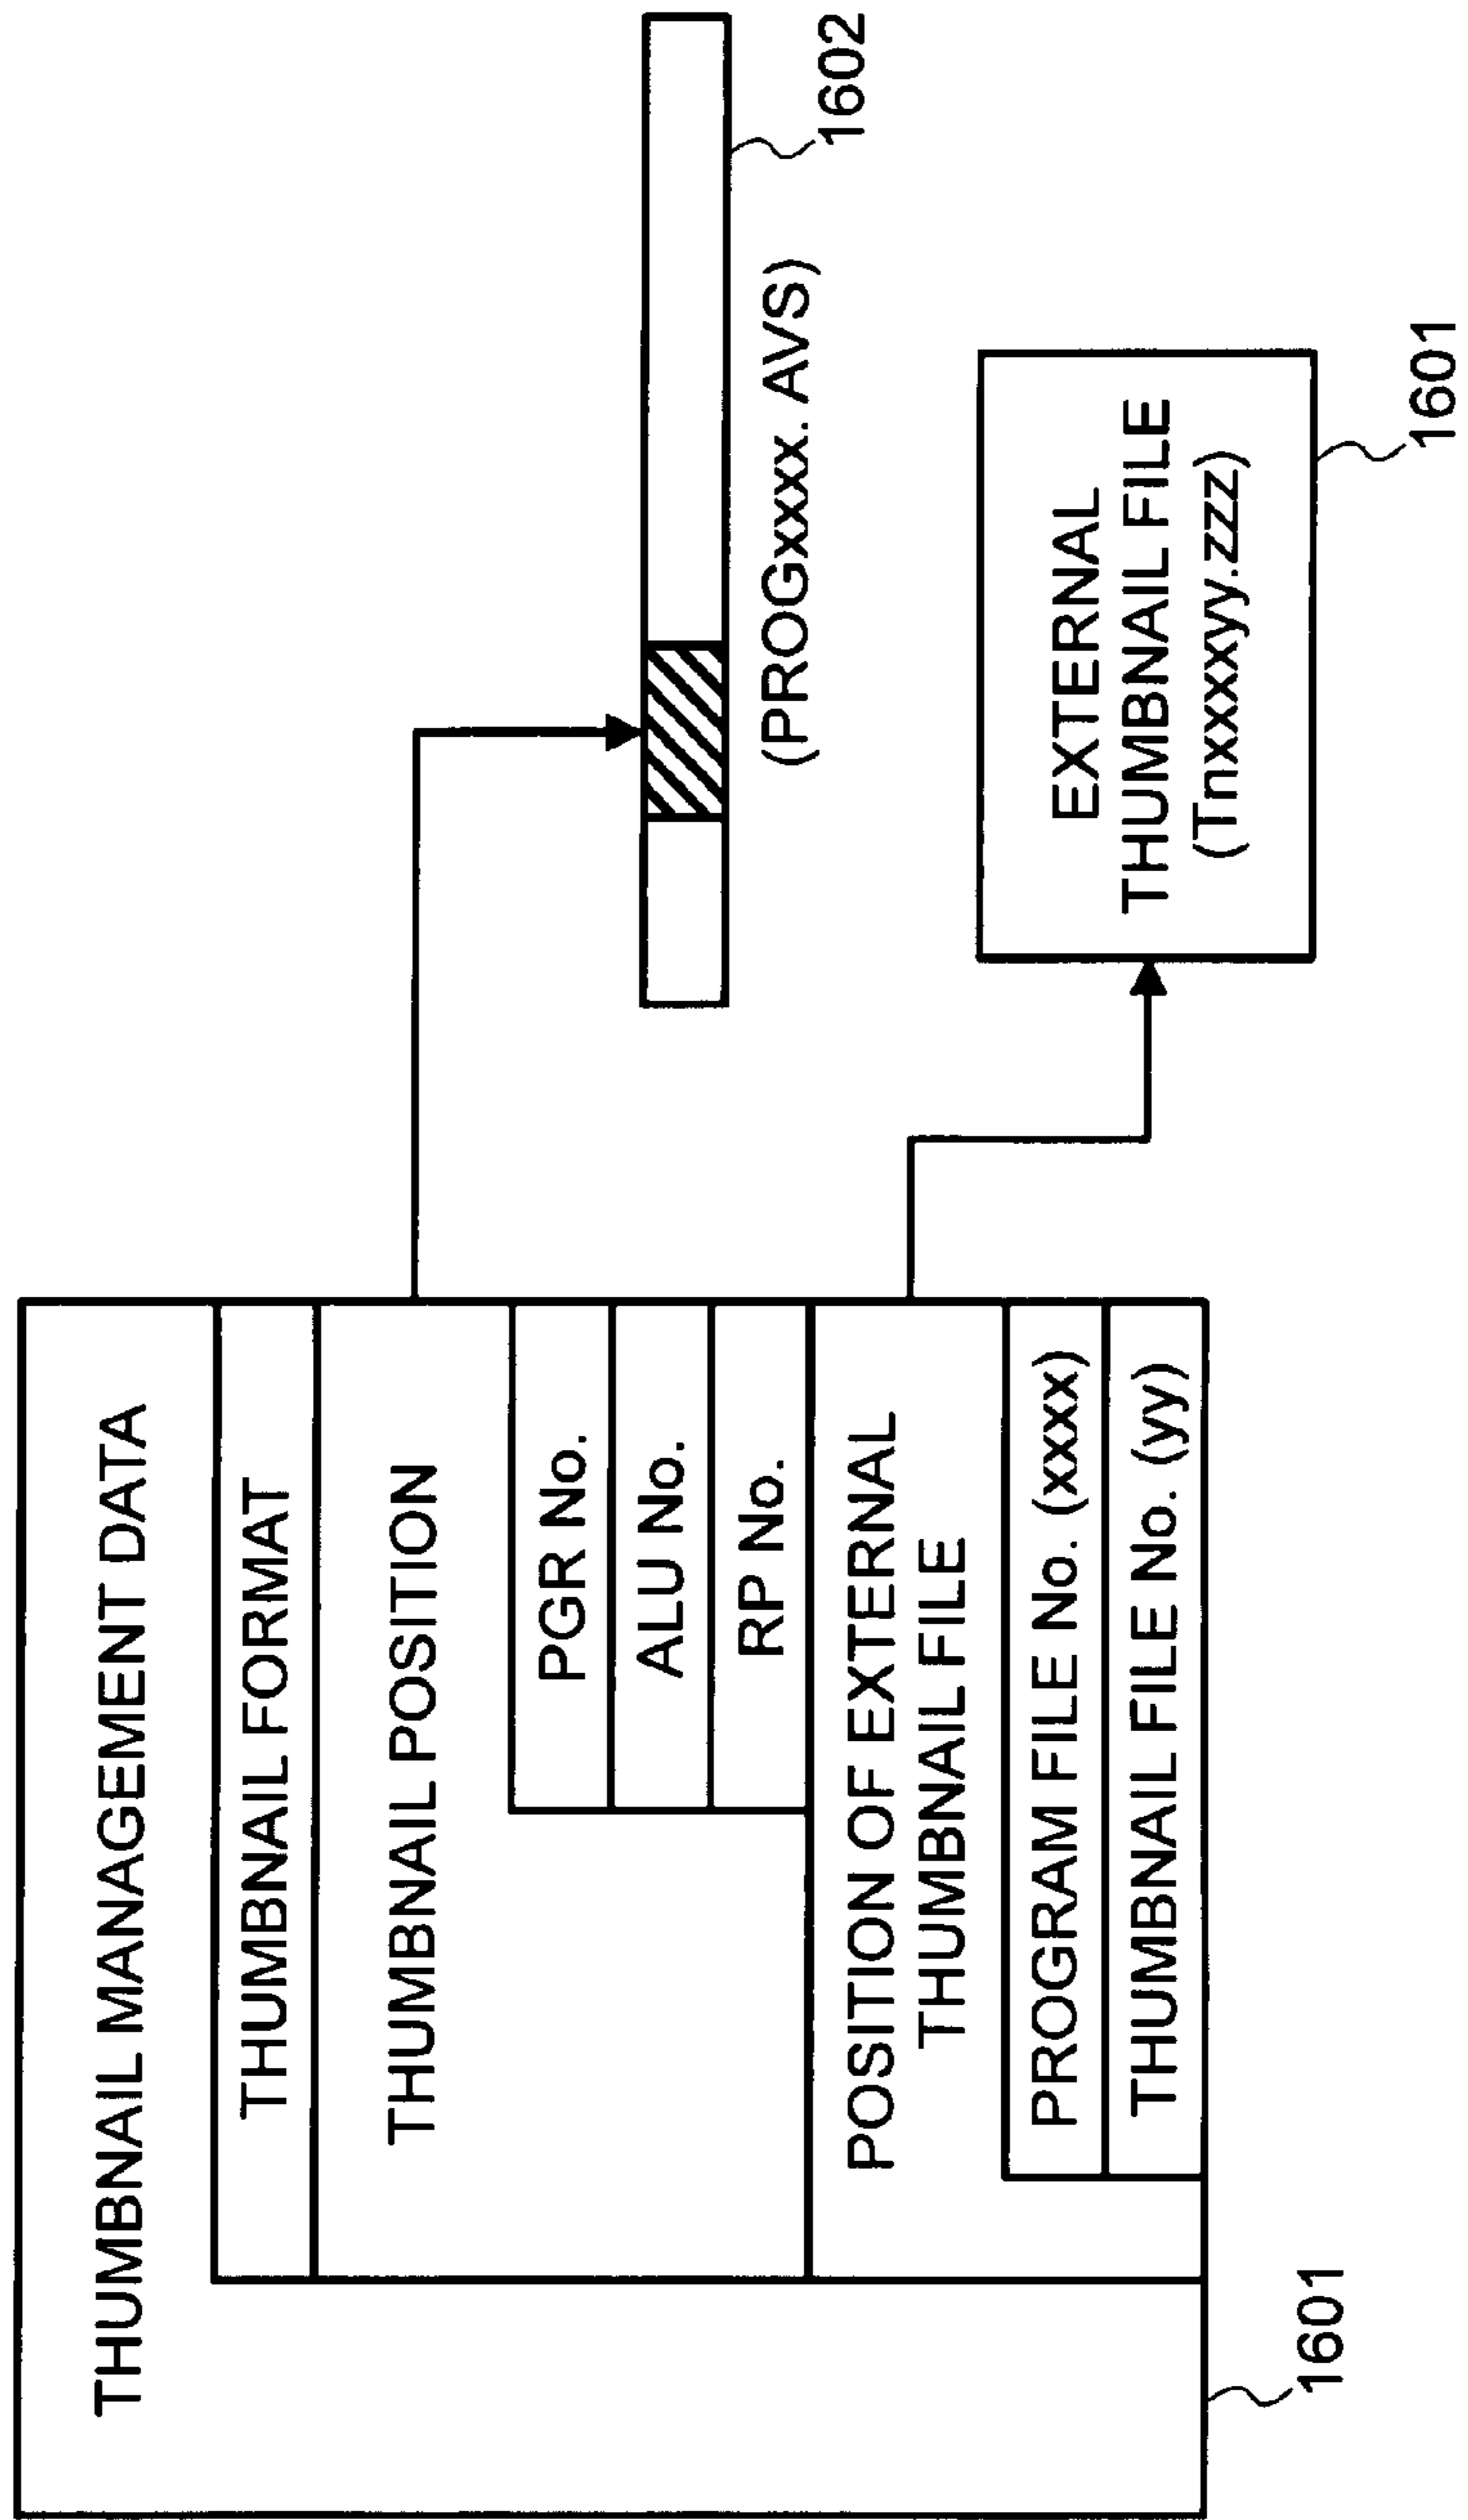 THUMBNAIL MANAGEMENT DATA
THUMBNAIL FORMAT
THUMBNAIL POSITION
PGR No.
ALU No.
RP No.
POSITION OF EXTERNAL
THUMBNAIL FILE
PROGRAM FILE No. (xxxx)
THUMBNAIL FILE No. (yy)
1601
1602
(PROGxxxx. AVS)
EXTERNAL
THUMBNAIL FILE
(Tnxxxxyy.zzz)
1601